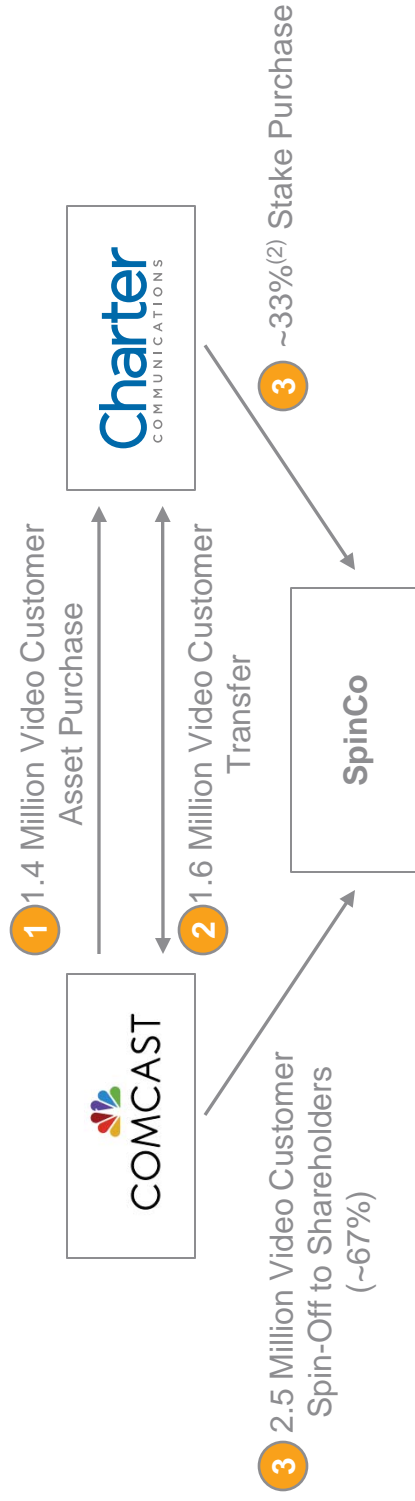 1 1.4 Million Video Customer
Asset Purchase
COMCAST
Charter
COMMUNICATIONS
2 1.6 Million Video Customer
Transfer
3 2.5 Million Video Customer
Spin-Off to Shareholders
(~67%)
SpinCo
3 ~33%(2) Stake Purchase